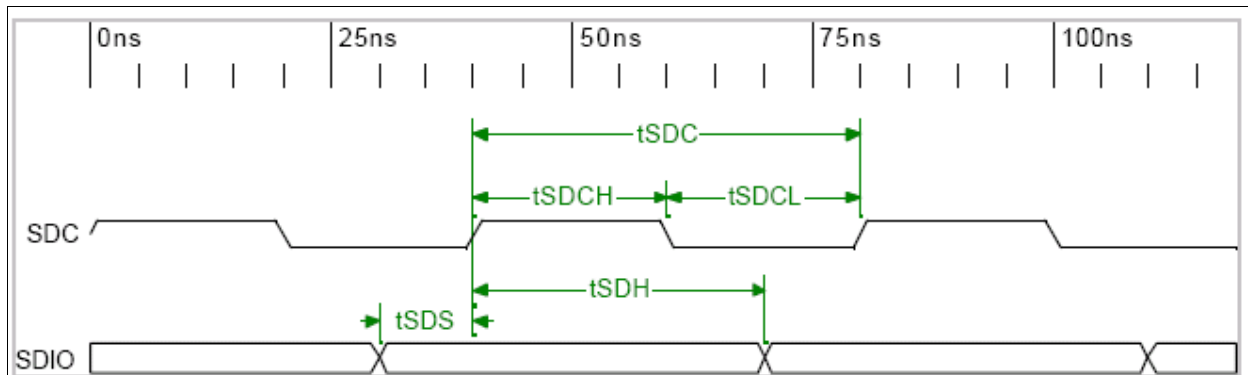 0ns 25ns 50ns 75ns 100ns
tSDC
tSDCH tSDCL
SDC
tSDH
tSDS
SDIO